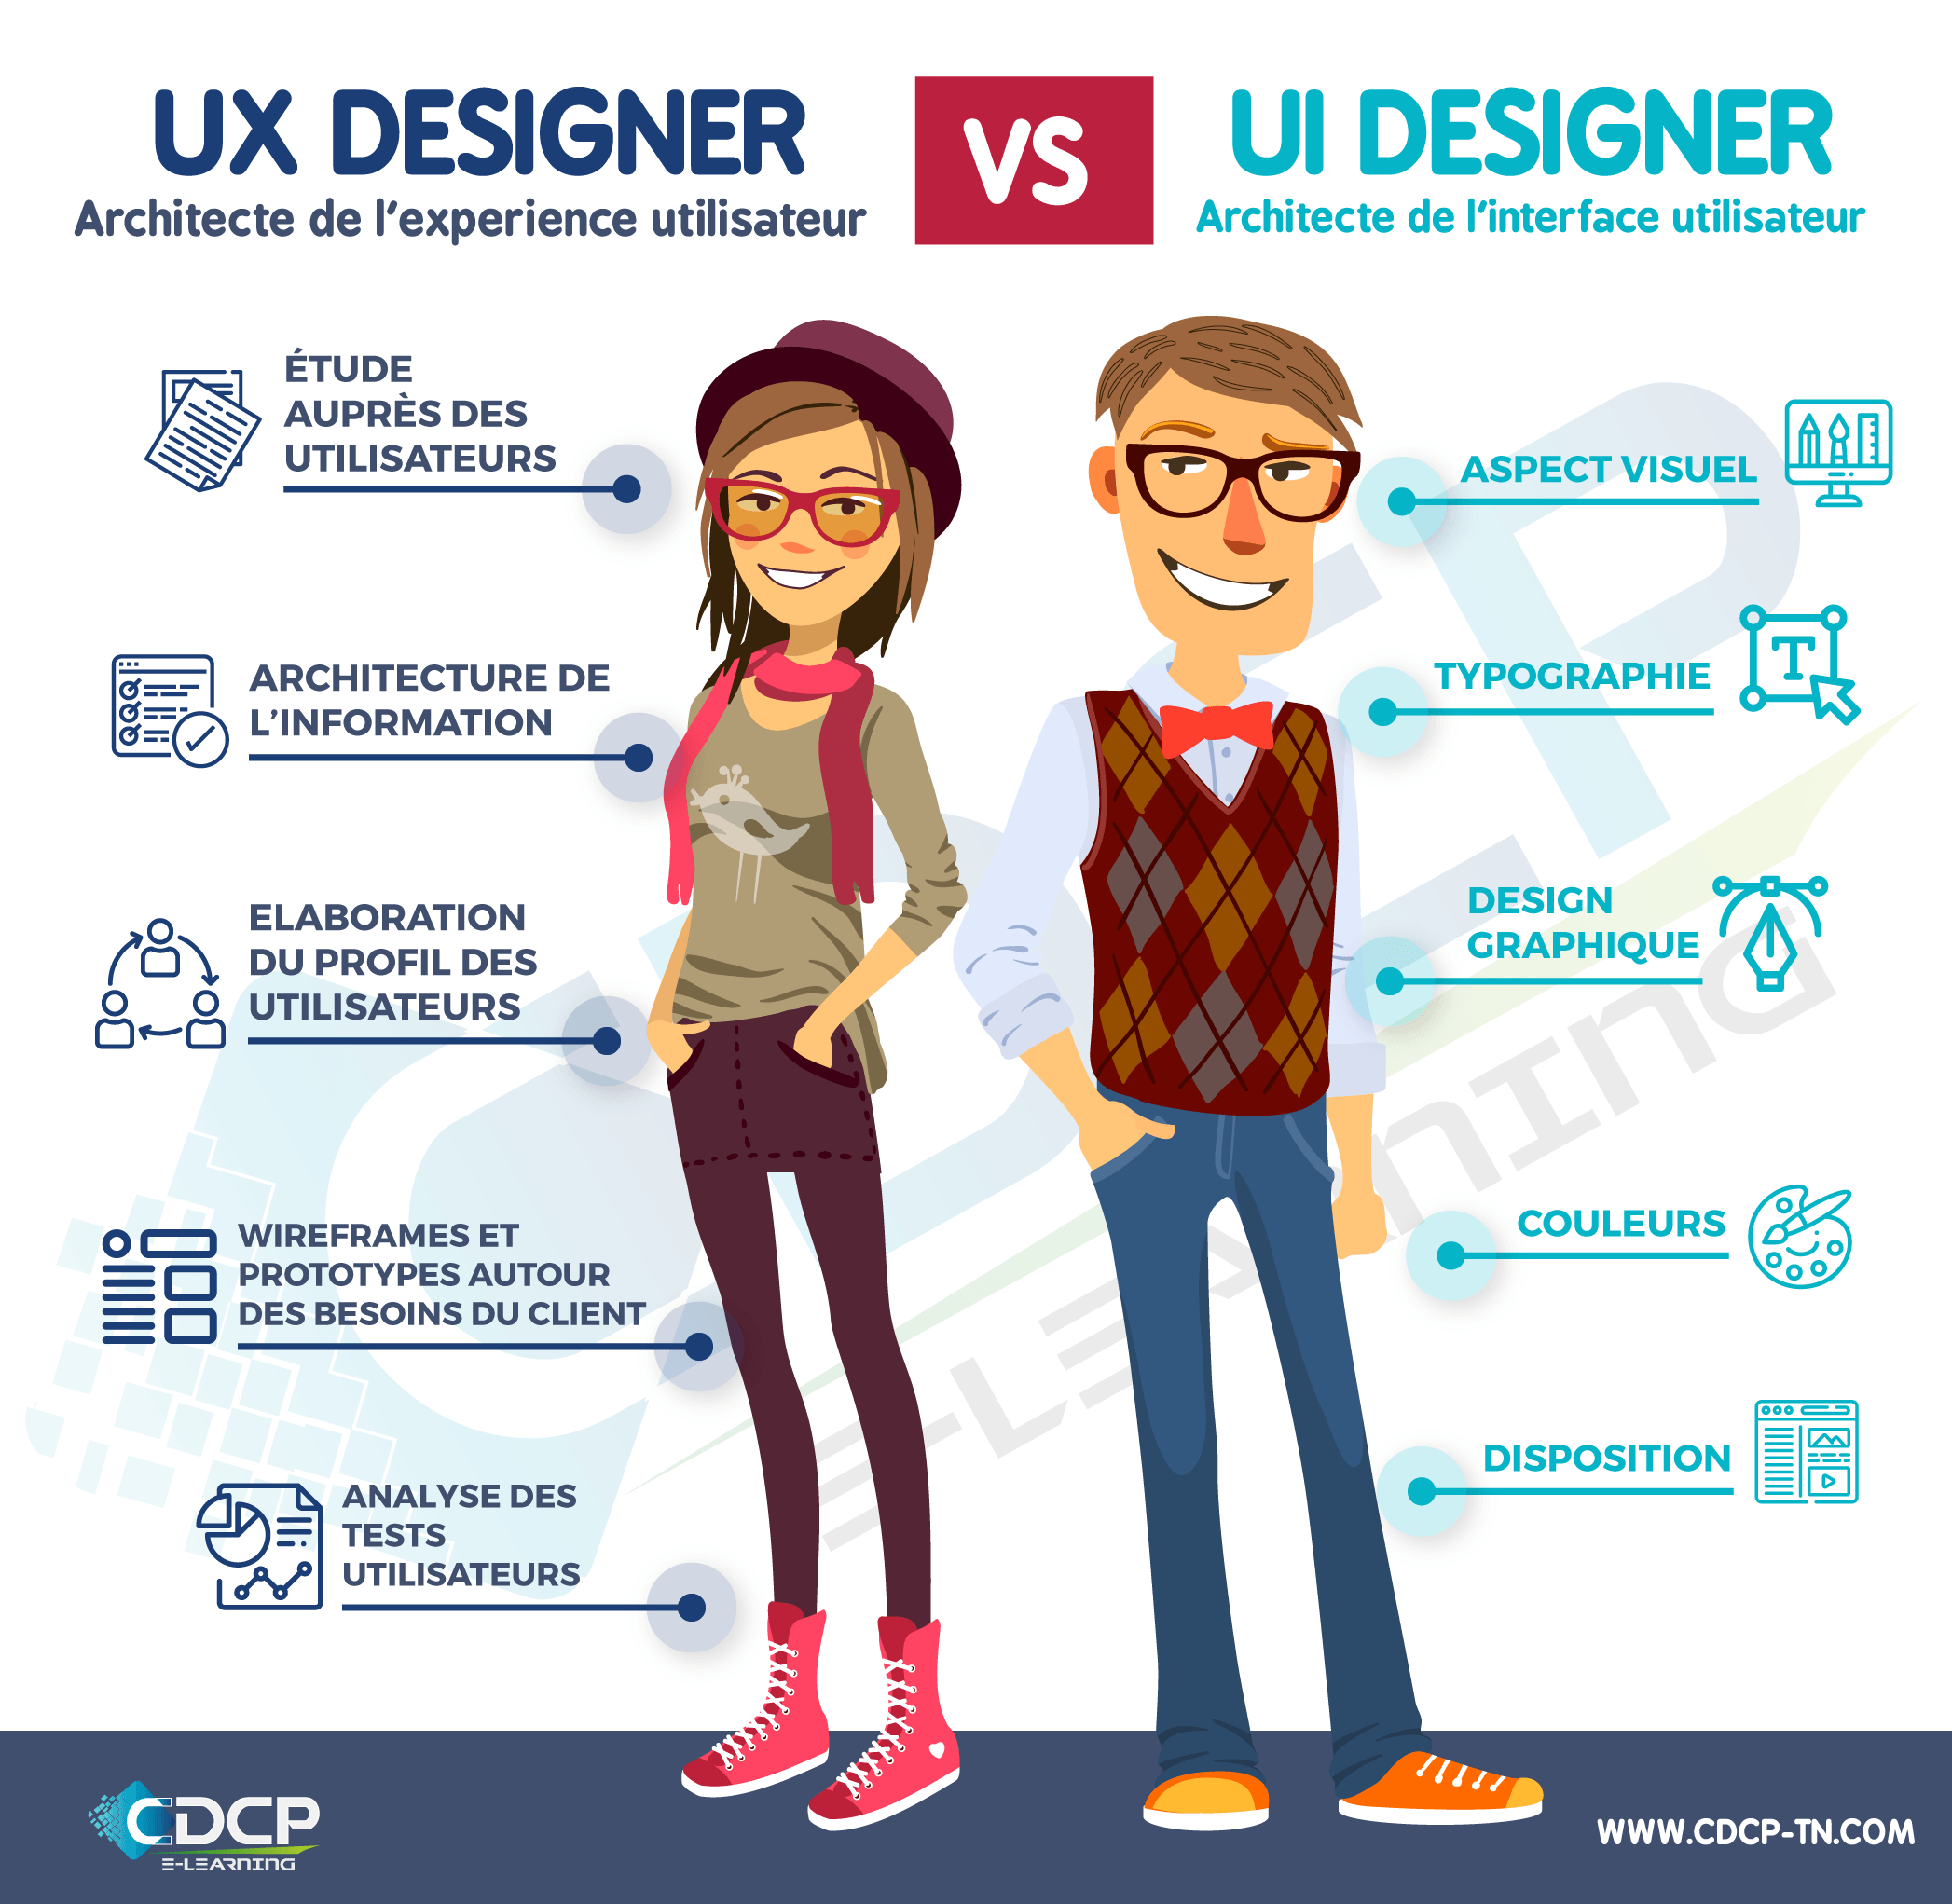 UX DESIGNER
Architecte de l'experience utilisateur
VS
UI DESIGNER
Architecte de l'interface utilisateur
ÉTUDE
AUPRÈS DES
UTILISATEURS
ARCHITECTURE DE
L'INFORMATION
ELABORATION
DU PROFIL DES
UTILISATEURS
WIREFRAMES ET
PROTOTYPES AUTOUR
DES BESOINS DU CLIENT
ANALYSE DES
TESTS
UTILISATEURS
ASPECT VISUEL
T
TYPOGRAPHIE
DESIGN
GRAPHIQUE
COULEURS
DISPOSITION
CDCP
E-LEARNING
CDCP
E-LEARNING
WWW.CDCP-TN.COM